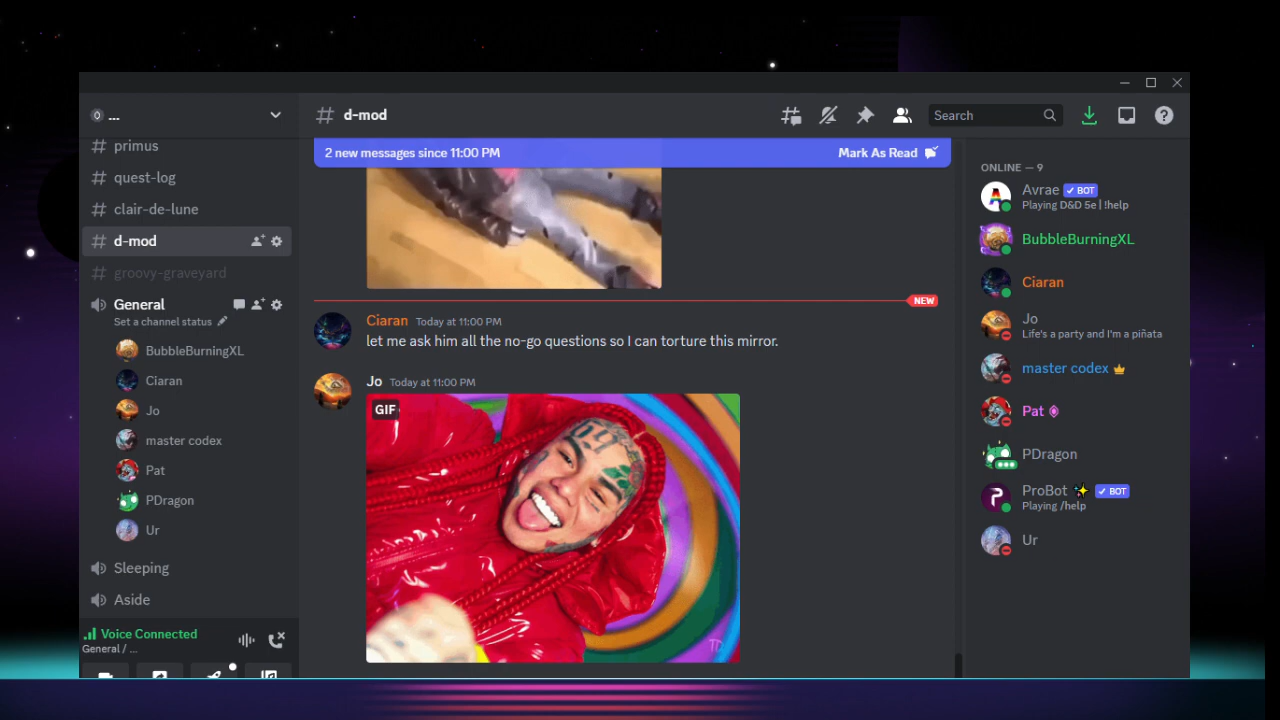 ...
# primus
# quest-log
# clair-de-lune
# d-mod
# groovy-graveyard
General
Set a channel status
BubbleBurningXL
Ciaran
Jo
master codex
Pat
PDragon
Ur
Sleeping
Aside
Voice Connected
General / ...
# d-mod
Search
2 new messages since 11:00 PM
Mark As Read
NEW
Ciaran Today at 11:00 PM
let me ask him all the no-go questions so I can torture this mirror.
Jo Today at 11:00 PM
GIF
ONLINE — 9
Avrae ✓ BOT
Playing D&D 5e | !help
BubbleBurningXL
Ciaran
Jo
Life's a party and I'm a piñata
master codex
Pat
PDragon
ProBot ✨ ✓ BOT
Playing /help
Ur